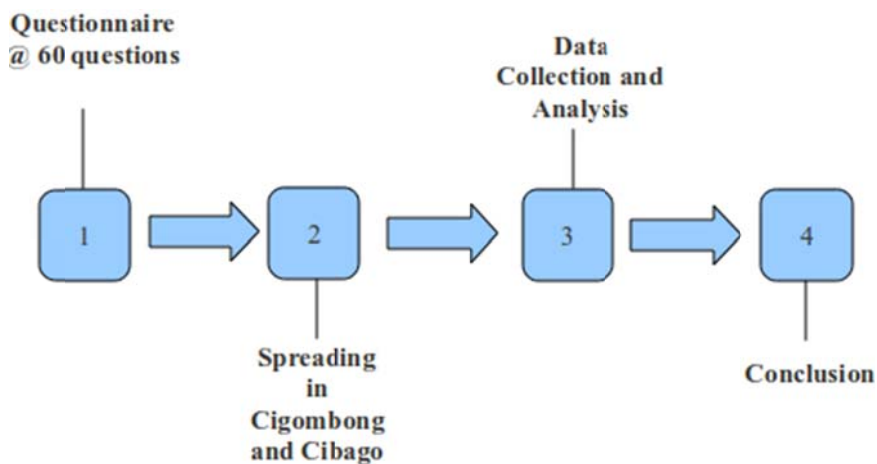 Questionnaire
@ 60 questions
1
2
Spreading
in
Cigombong
and Cibago
Data
Collection and
Analysis
3
4
Conclusion